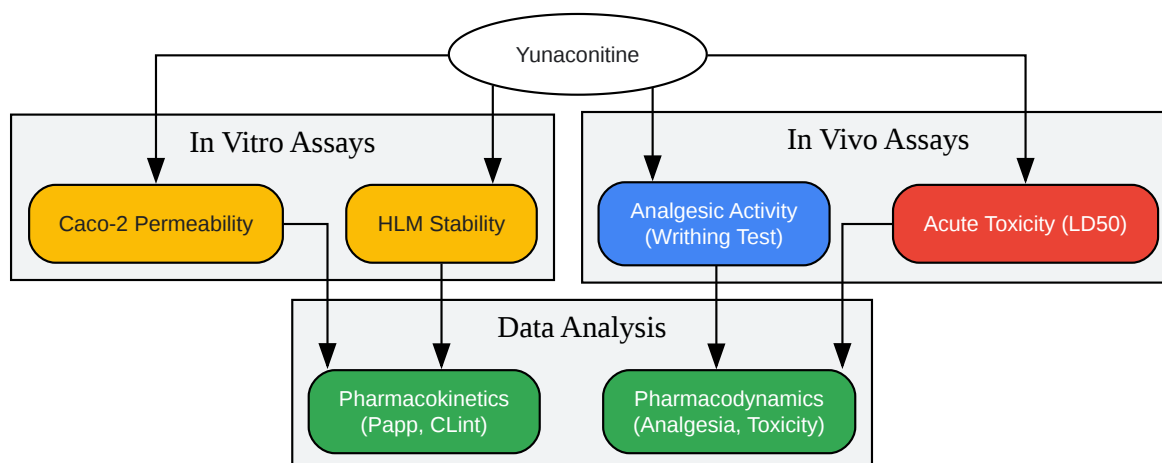 Yunaconitine
In Vitro Assays
In Vivo Assays
Caco-2 Permeability
HLM Stability
Analgesic Activity
(Writhing Test)
Acute Toxicity (LD50)
Data Analysis
Pharmacokinetics
(Papp, CLint)
Pharmacodynamics
(Analgesia, Toxicity)